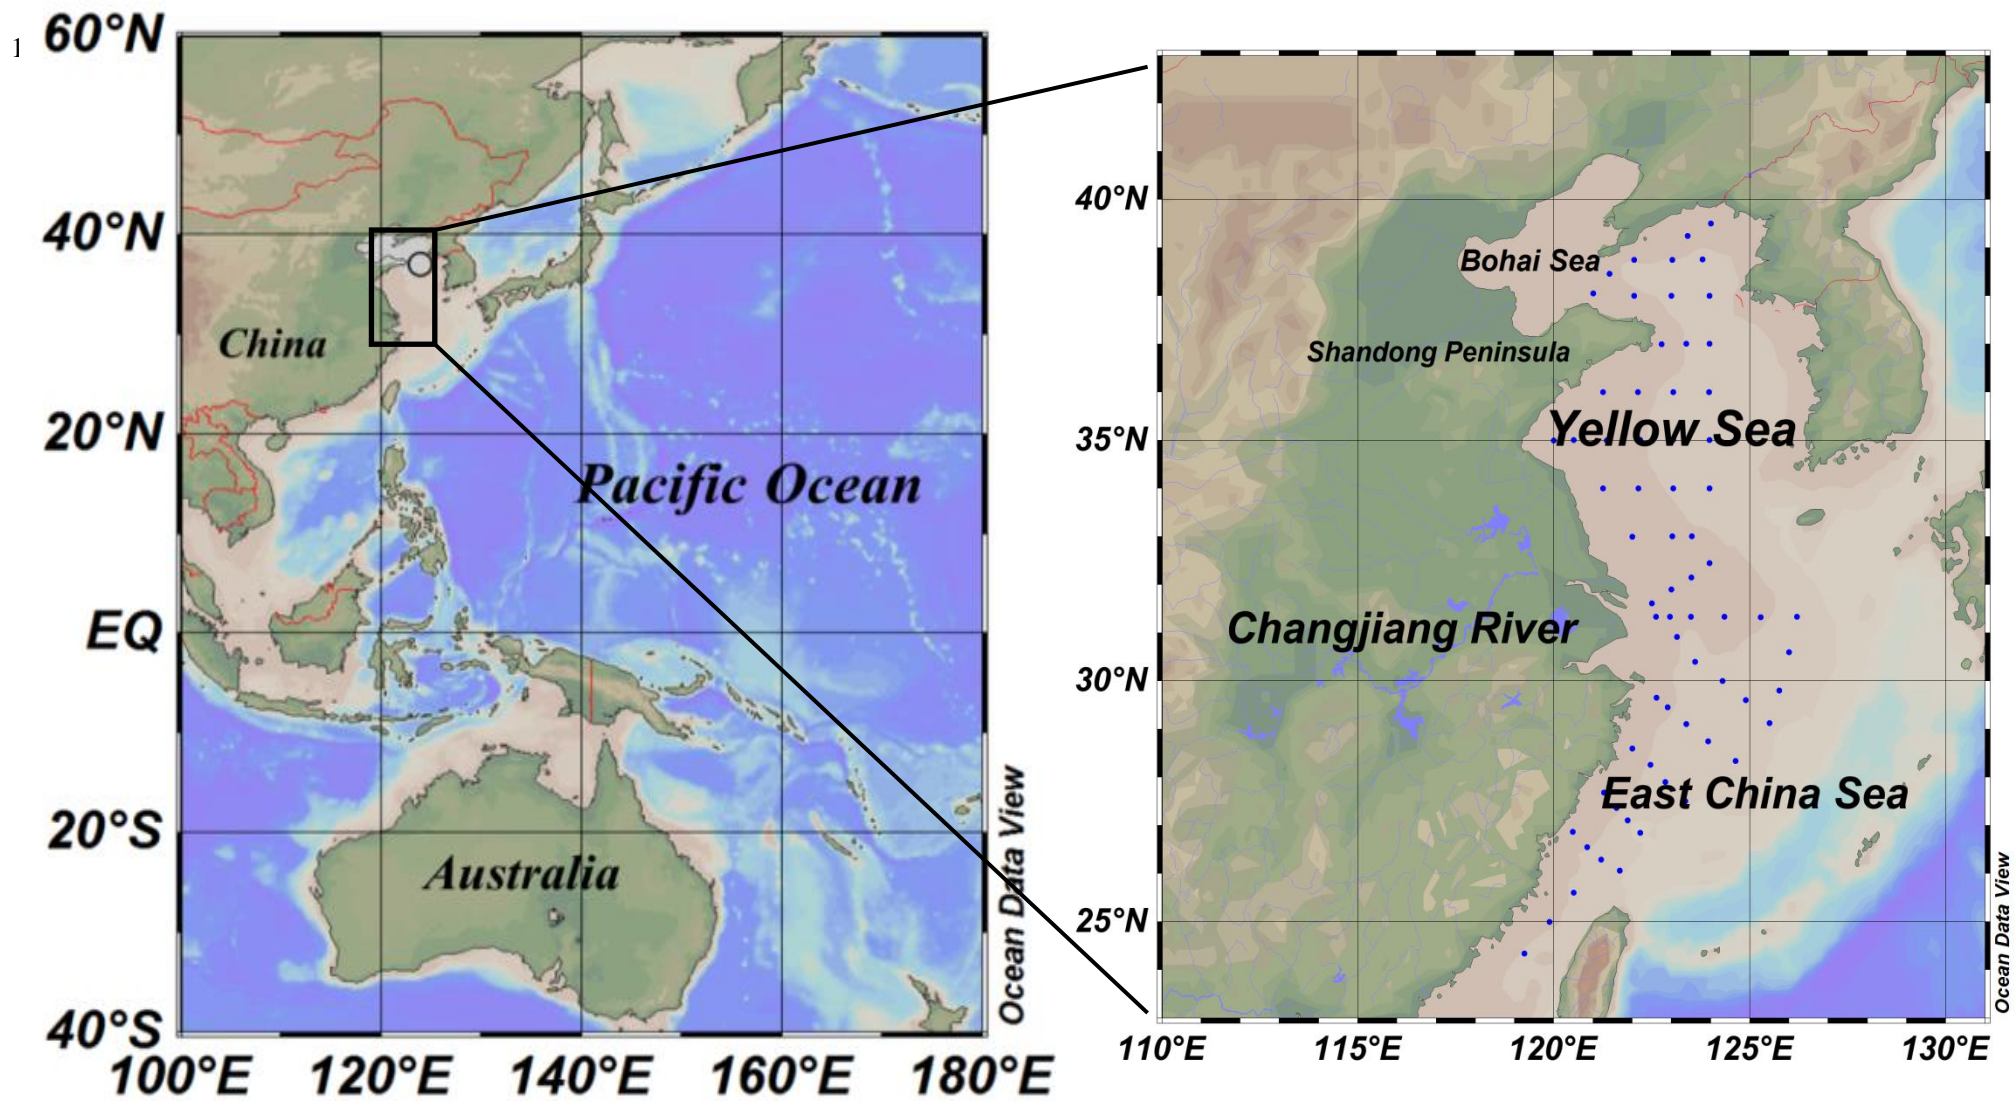 1
60°N
40°N
20°N
EQ
20°S
40°S
100°E 120°E 140°E 160°E 180°E
China
Pacific Ocean
Australia
Ocean Data View
40°N
35°N
30°N
25°N
110°E 115°E 120°E 125°E 130°E
Bohai Sea
Shandong Peninsula
Yellow Sea
Changjiang River
East China Sea
Ocean Data View